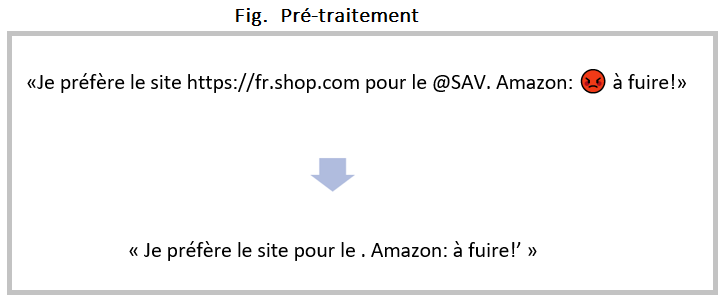 Fig. Pré-traitement
«Je préfère le site https://fr.shop.com pour le @SAV. Amazon: 😡 à fuire!»
« Je préfère le site pour le . Amazon: à fuire!’ »